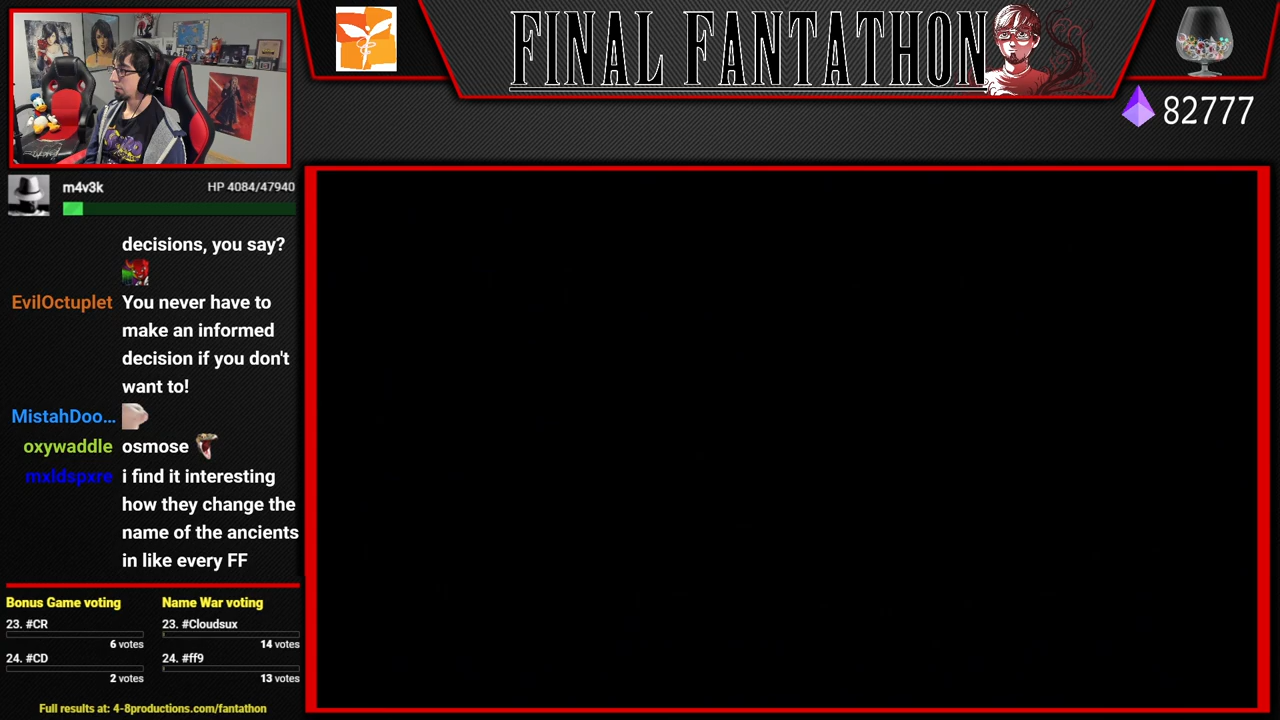 FINAL FANTATHON
82777
m4v3k
HP 4084/47940
decisions, you say?
EvilOctuplet You never have to
make an informed
decision if you don't
want to!
MistahDoo...
oxywaddle osmose
mxldspxre i find it interesting
how they change the
name of the ancients
in like every FF
Bonus Game voting
23. #CR
6 votes
24. #CD
2 votes
Name War voting
23. #Cloudsux
14 votes
24. #ff9
13 votes
Full results at: 4-8productions.com/fantathon